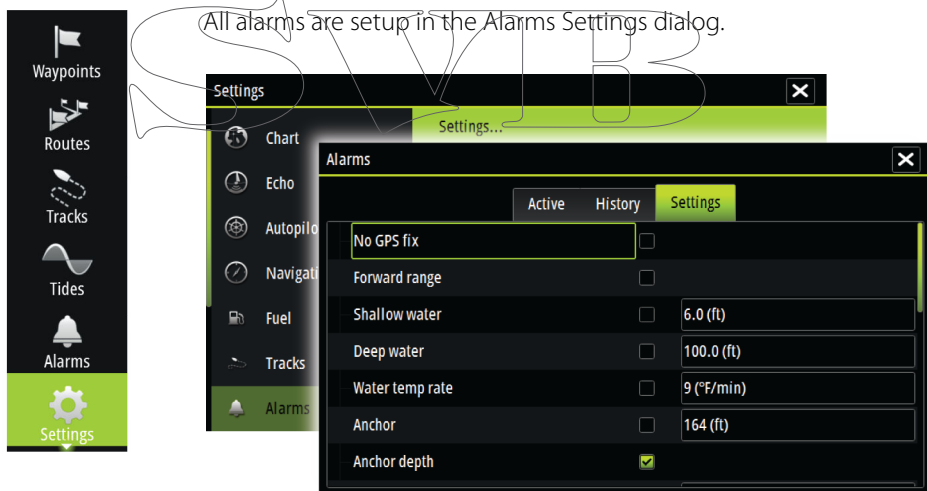 All alarms are setup in the Alarms Settings dialog.
SVB
Waypoints
Routes
Tracks
Tides
Alarms
Settings
Settings
Chart
Echo
Autopilo
Navigati
Fuel
Tracks
Alarms
Settings...
Alarms
Active History Settings
No GPS fix
Forward range
Shallow water 6.0 (ft)
Deep water 100.0 (ft)
Water temp rate 9 (°F/min)
Anchor 164 (ft)
Anchor depth